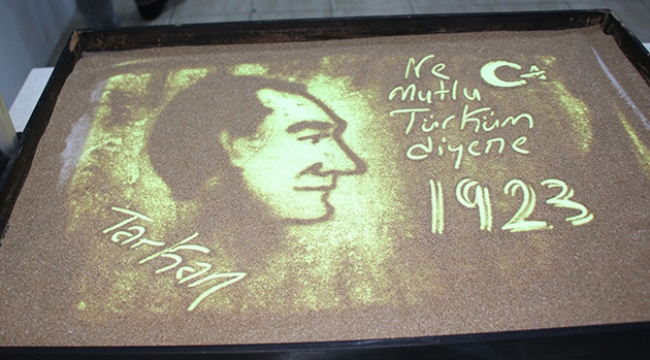 Ne
mutlu
Türküm
diyene
1923
Tarkan